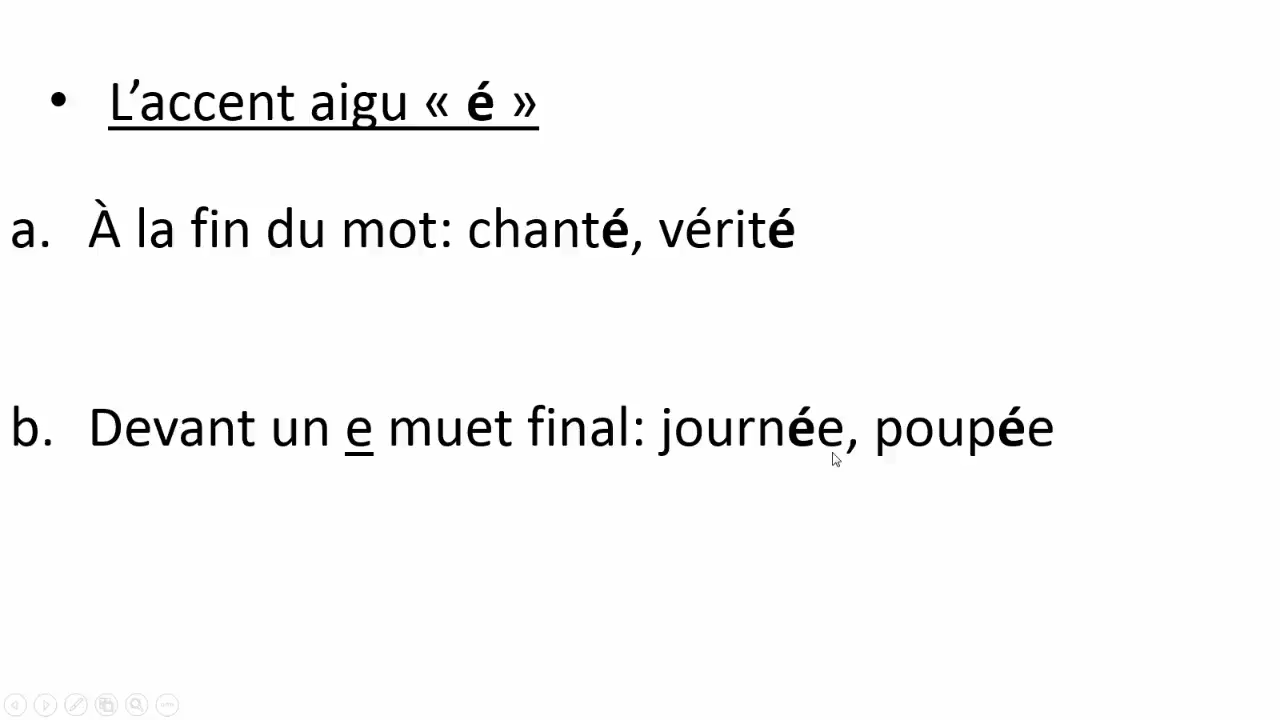 • L’accent aigu « é »
a. À la fin du mot: chanté, vérité
b. Devant un e muet final: journée, poupée